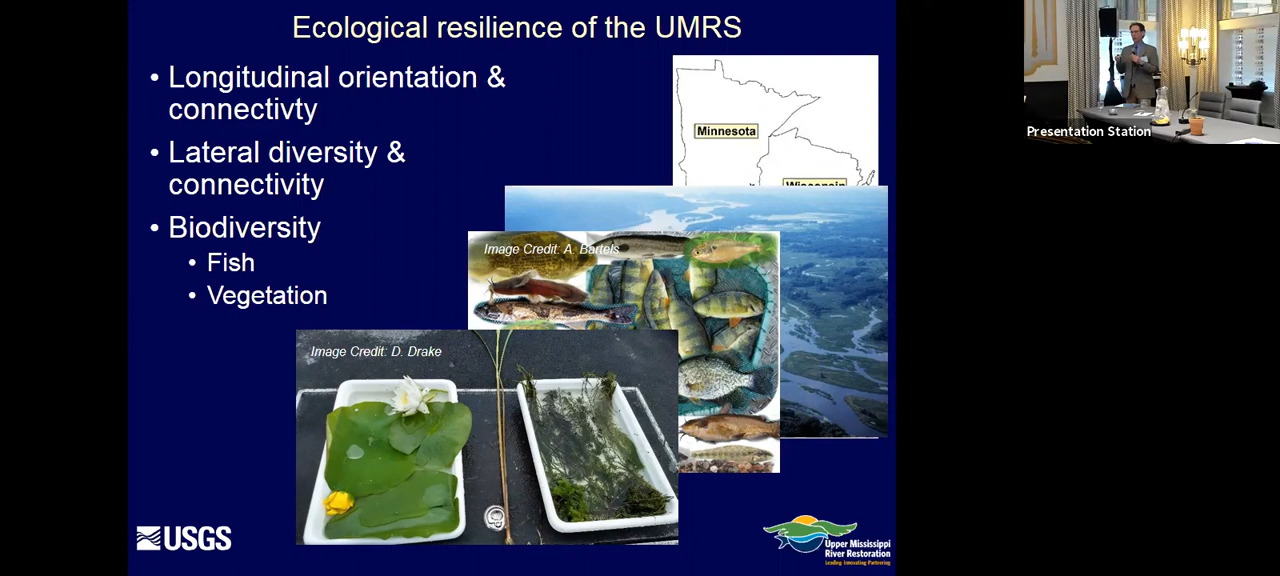 Ecological resilience of the UMRS
• Longitudinal orientation &
connectivty
• Lateral diversity &
connectivity
• Biodiversity
• Fish
• Vegetation
Minnesota
Wisconsin
Image Credit: A. Bartels
Image Credit: D. Drake
USGS
Upper Mississippi
River Restoration
Leading Innovating Partnering
Presentation Station